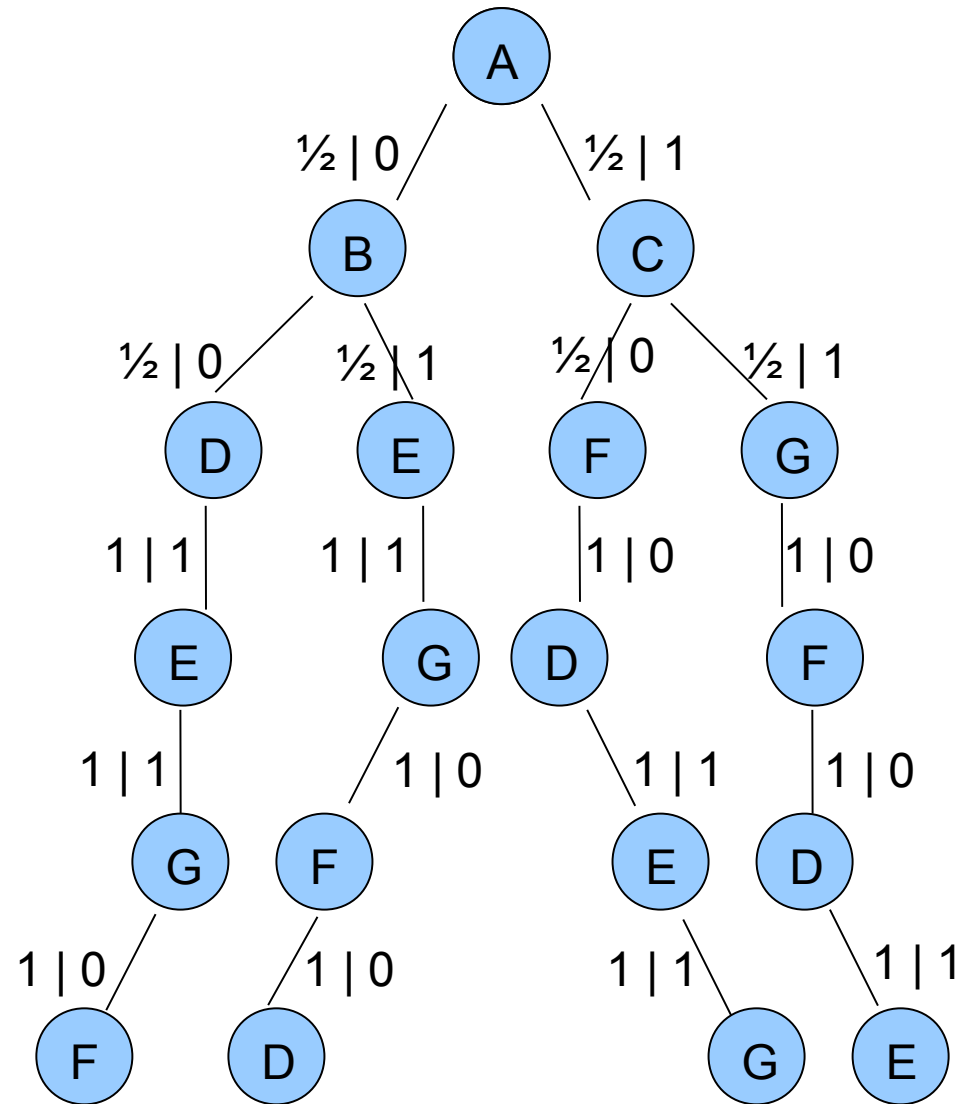 A
½ | 0 ½ | 1
B C
½ | 0 ½ | 1 ½ | 0 ½ | 1
D E F G
1 | 1 1 | 1 1 | 0 1 | 0
E G D F
1 | 1 1 | 0 1 | 1 1 | 0
G F E D
1 | 0 1 | 0 1 | 1 1 | 1
F D G E